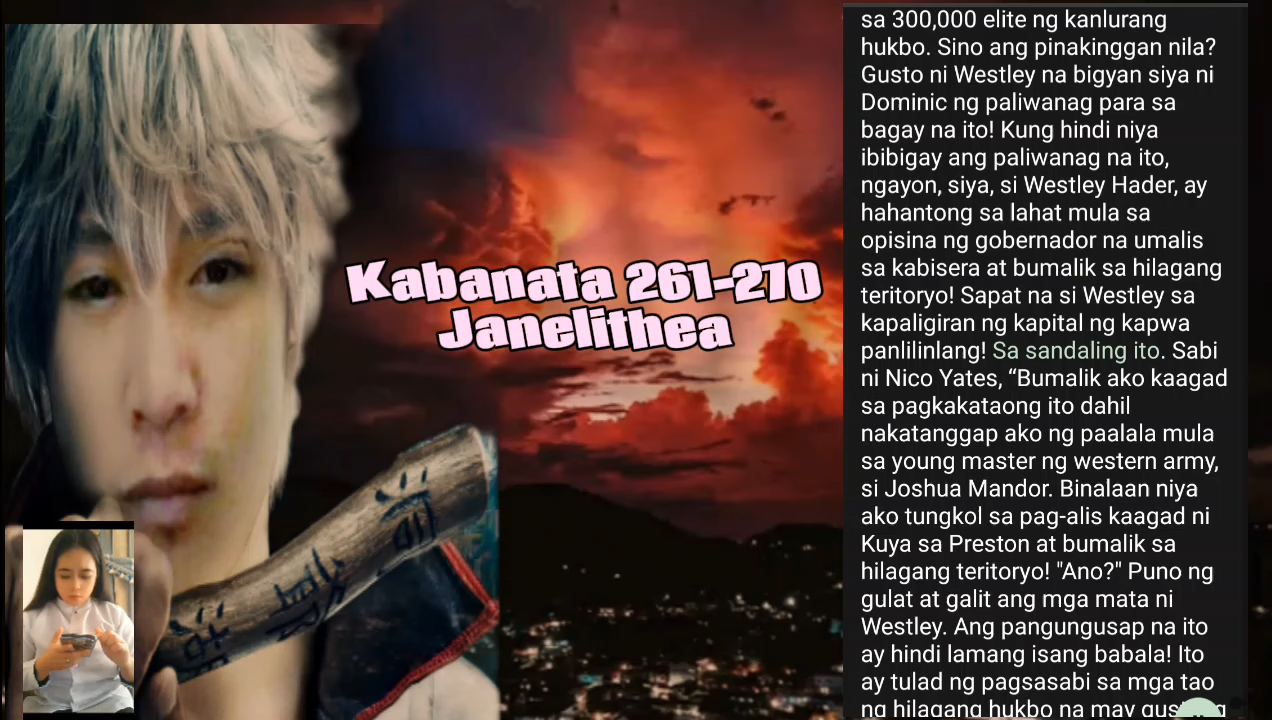 Kabanata 261-270
Janelithea
sa 300,000 elite ng kanlurang
hukbo. Sino ang pinakinggan nila?
Gusto ni Westley na bigyan siya ni
Dominic ng paliwanag para sa
bagay na ito! Kung hindi niya
ibibigay ang paliwanag na ito,
ngayon, siya, si Westley Hader, ay
hahantong sa lahat mula sa
opisina ng gobernador na umalis
sa kabisera at bumalik sa hilagang
teritoryo! Sapat na si Westley sa
kapaligiran ng kapital ng kapwa
panlilinlang! Sa sandaling ito. Sabi
ni Nico Yates, “Bumalik ako kaagad
sa pagkakataong ito dahil
nakatanggap ako ng paalala mula
sa young master ng western army,
si Joshua Mandor. Binalaan niya
ako tungkol sa pag-alis kaagad ni
Kuya sa Preston at bumalik sa
hilagang teritoryo! "Ano?" Puno ng
gulat at galit ang mga mata ni
Westley. Ang pangungusap na ito
ay hindi lamang isang babala! Ito
ay tulad ng pagsasabi sa mga tao
ng hilagang hukbo na may